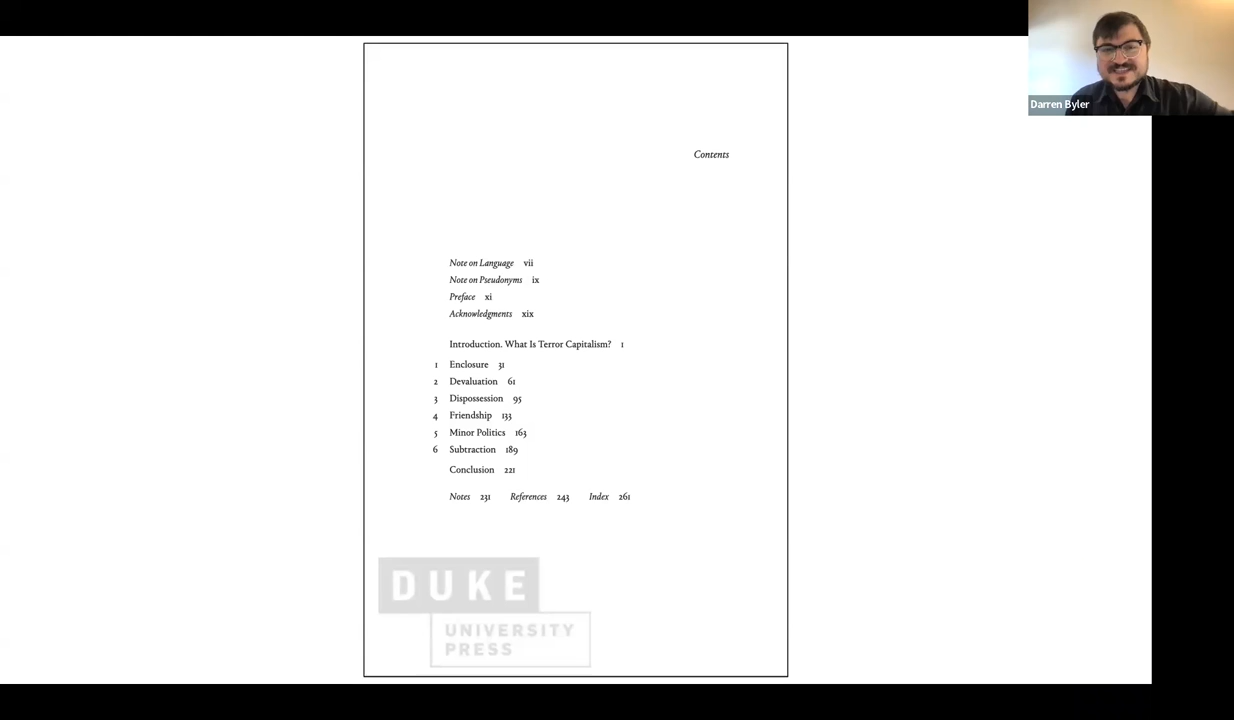 Darren Byler
Contents
Note on Language vii
Note on Pseudonyms ix
Preface xi
Acknowledgments xix
Introduction. What Is Terror Capitalism? 1
1 Enclosure 31
2 Devaluation 61
3 Dispossession 95
4 Friendship 133
5 Minor Politics 163
6 Subtraction 189
Conclusion 221
Notes 231 References 243 Index 261
DUKE
UNIVERSITY
PRESS